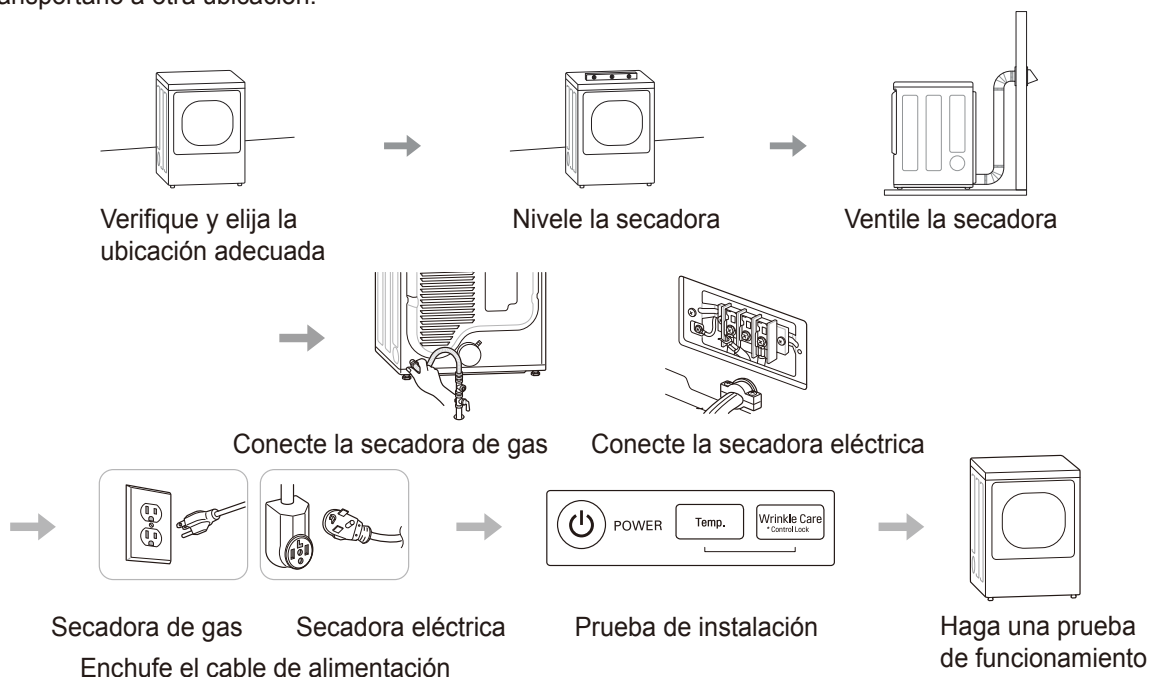 transportarlo a otra ubicación.
Verifique y elija la
ubicación adecuada
Nivele la secadora
Ventile la secadora
Conecte la secadora de gas
Conecte la secadora eléctrica
POWER
Temp.
Wrinkle Care
* Control Lock
Secadora de gas
Secadora eléctrica
Enchufe el cable de alimentación
Prueba de instalación
Haga una prueba
de funcionamiento